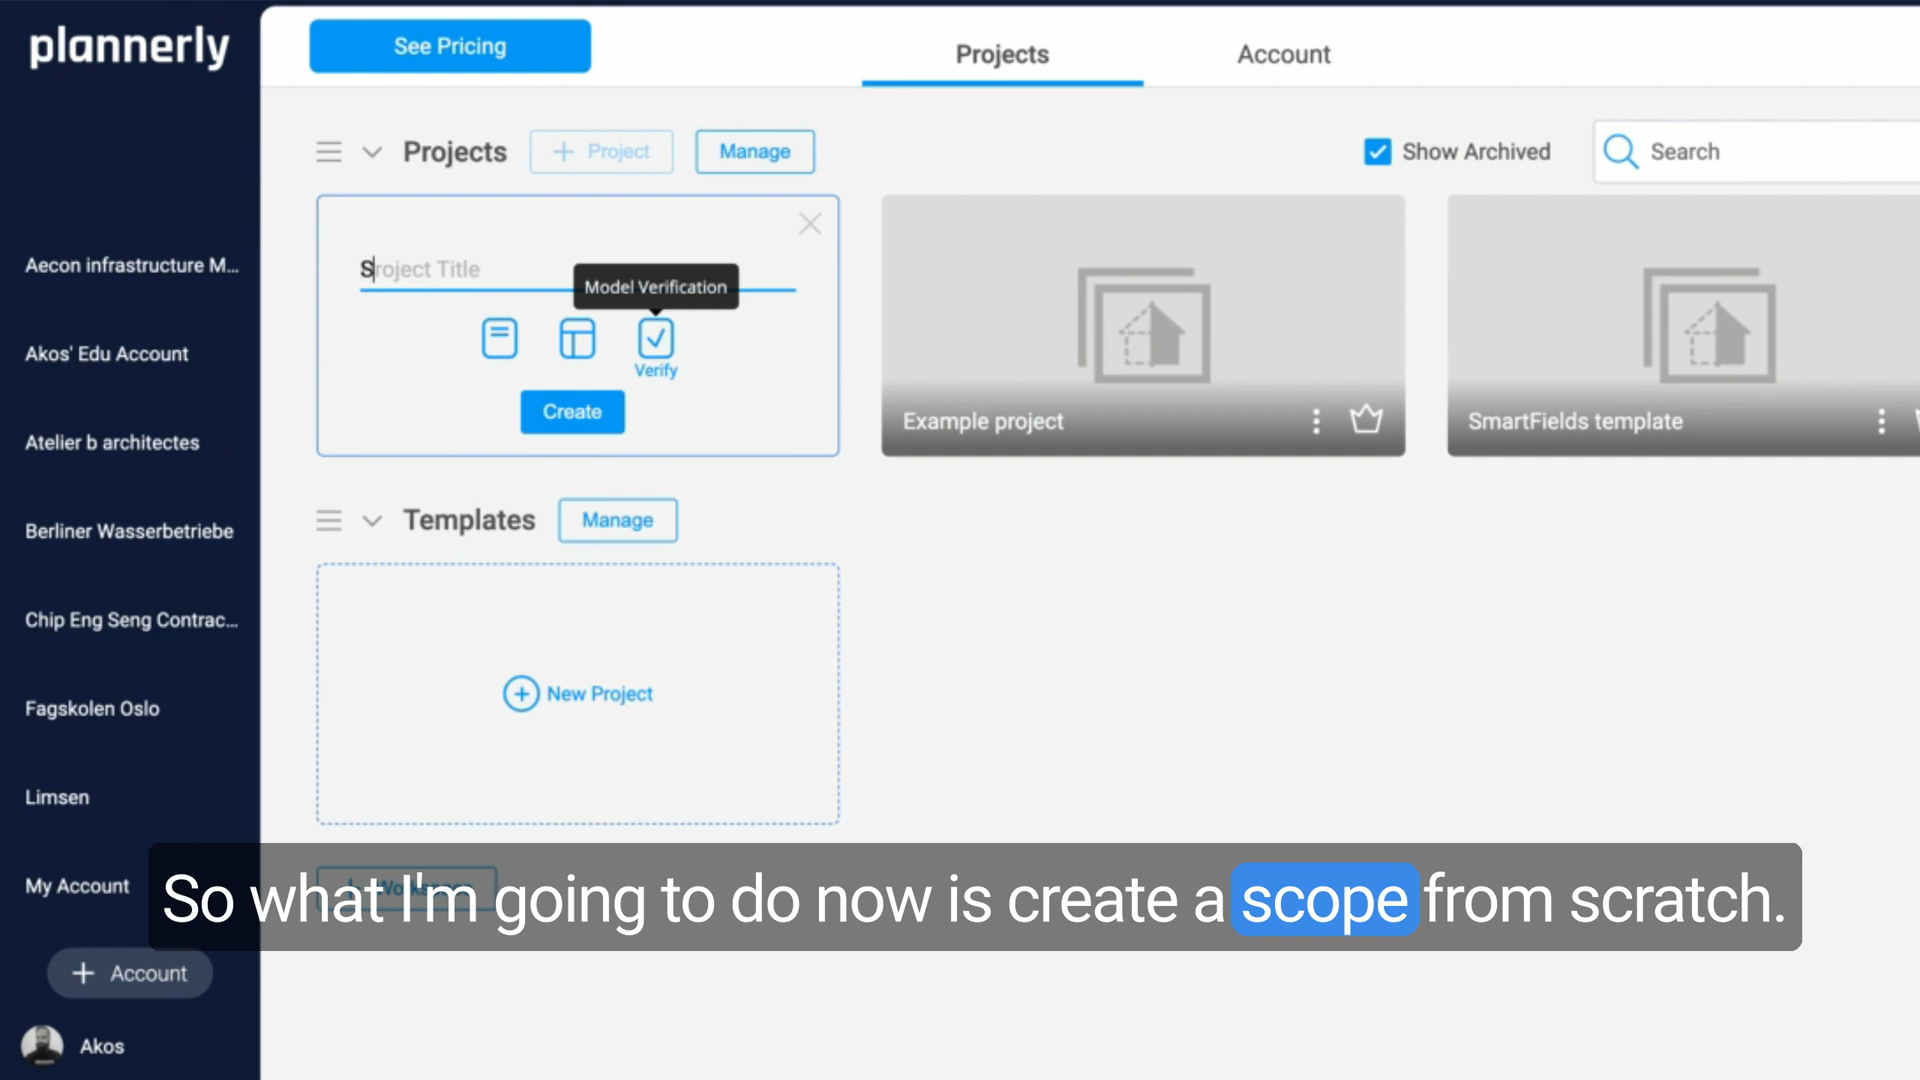 plannerly
See Pricing
Projects
Account
Projects
+ Project
Manage
Show Archived
Search
Sroject Title
Model Verification
Verify
Create
Example project
SmartFields template
Aecon infrastructure M...
Akos' Edu Account
Atelier b architectes
Berliner Wasserbetriebe
Chip Eng Seng Contrac...
Fagskolen Oslo
Limsen
My Account
+ Account
Akos
Templates
Manage
New Project
So what I'm going to do now is create a scope from scratch.